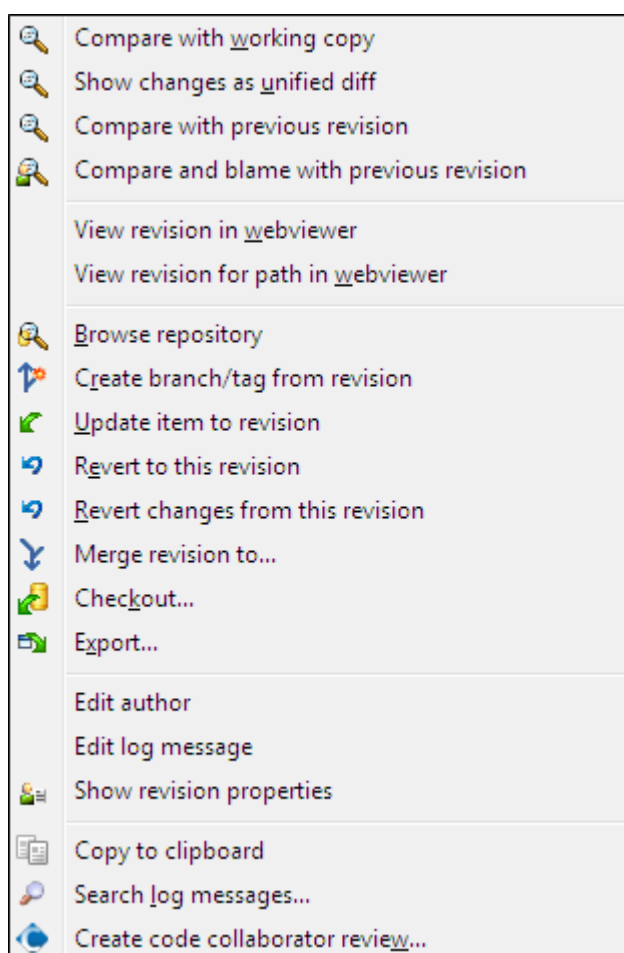 Compare with working copy
Show changes as unified diff
Compare with previous revision
Compare and blame with previous revision
View revision in webviewer
View revision for path in webviewer
Browse repository
Create branch/tag from revision
Update item to revision
Revert to this revision
Revert changes from this revision
Merge revision to...
Checkout...
Export...
Edit author
Edit log message
Show revision properties
Copy to clipboard
Search log messages...
Create code collaborator review...